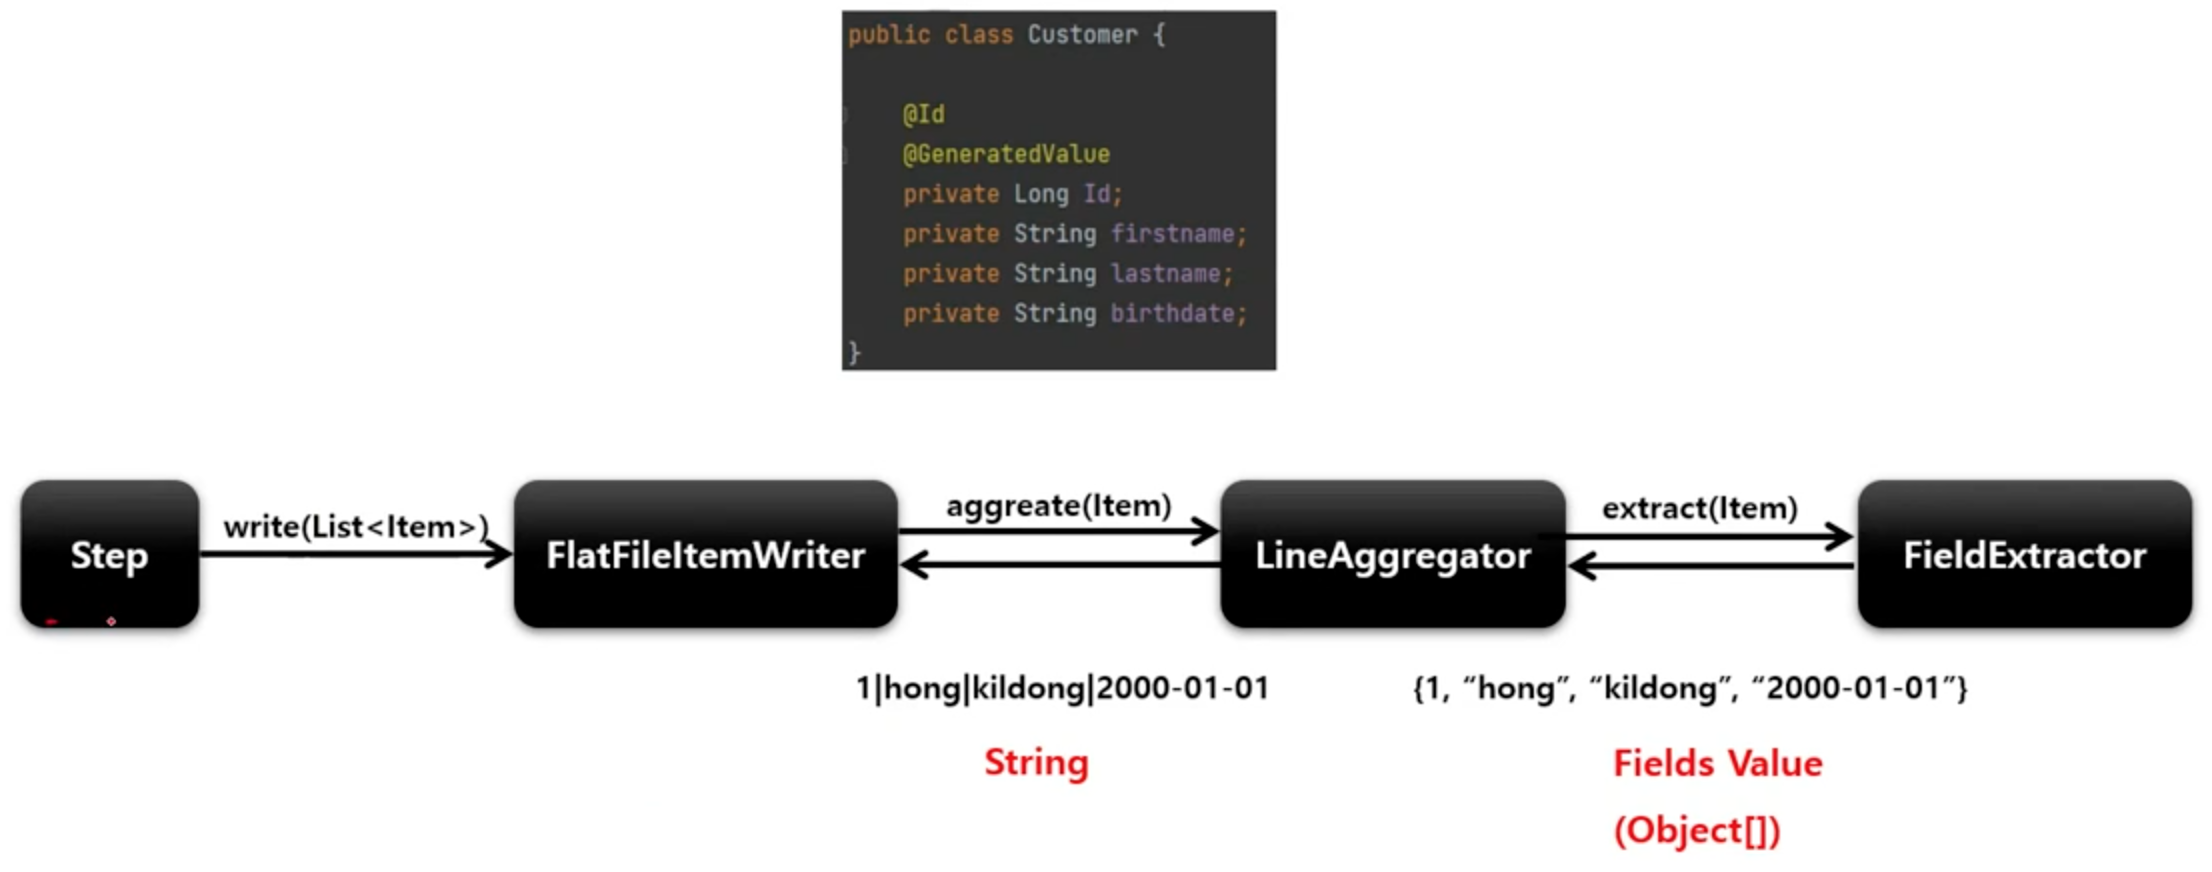 public class Customer {
@Id
@GeneratedValue
private Long Id;
private String firstname;
private String lastname;
private String birthdate;
}
Step
write(List<Item>)
FlatFileItemWriter
aggreate(Item)
LineAggregator
extract(Item)
FieldExtractor
1|hong|kildong|2000-01-01
{1, “hong”, “kildong”, “2000-01-01”}
String
Fields Value
(Object[])